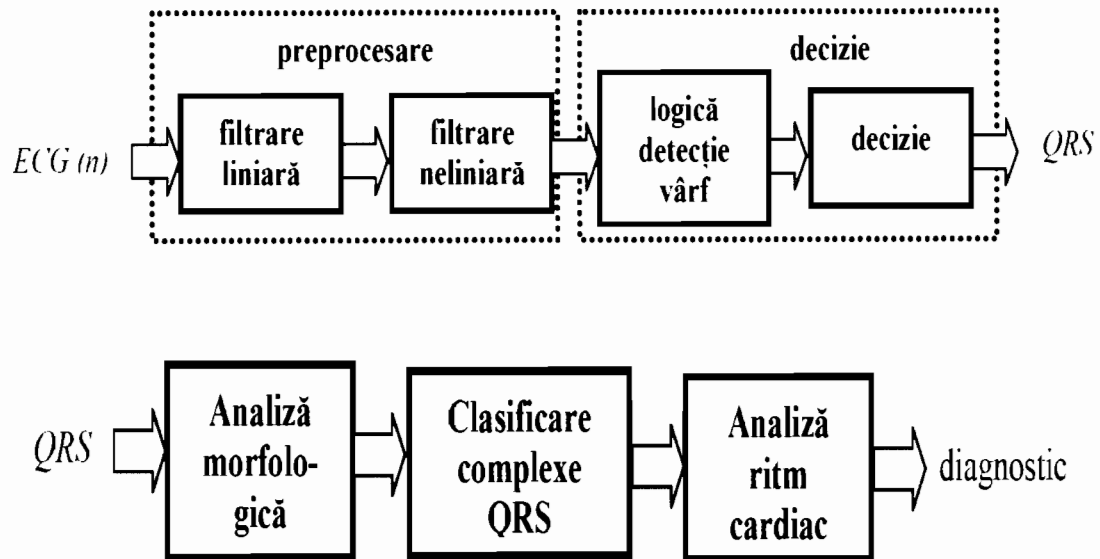 preprocesare
decizie
ECG (n)
filtrare
liniară
filtrare
neliniară
logică
detecție
vârf
decizie
QRS
QRS
Analiză
morfolo-
gică
Clasificare
complexe
QRS
Analiză
ritm
cardiac
diagnostic